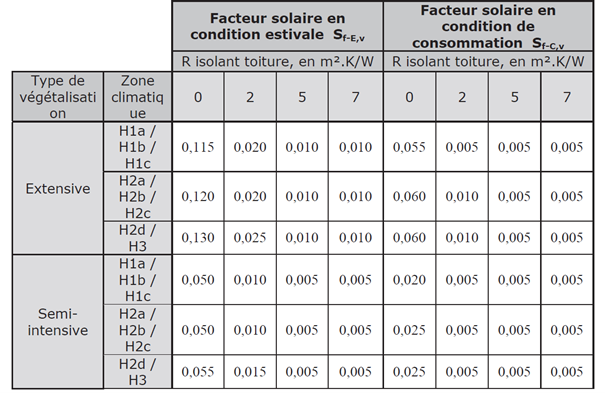 Facteur solaire en
condition estivale Sf-E,v
Facteur solaire en
condition de
consommation Sf-C,v
R isolant toiture, en m².K/W
R isolant toiture, en m².K/W
Type de
végétalisati
on
Zone
climatiq
ue
0 2 5 7 0 2 5 7
Extensive
H1a /
H1b /
H1c
0,115 0,020 0,010 0,010 0,055 0,005 0,005 0,005
H2a /
H2b /
H2c
0,120 0,020 0,010 0,010 0,060 0,010 0,005 0,005
H2d /
H3
0,130 0,025 0,010 0,010 0,060 0,010 0,005 0,005
Semi-
intensive
H1a /
H1b /
H1c
0,050 0,010 0,005 0,005 0,020 0,005 0,005 0,005
H2a /
H2b /
H2c
0,050 0,010 0,005 0,005 0,025 0,005 0,005 0,005
H2d /
H3
0,055 0,015 0,005 0,005 0,025 0,005 0,005 0,005